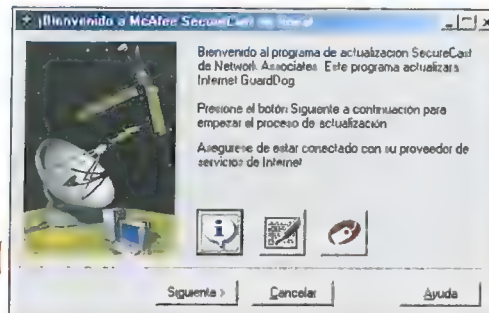 ¡Bienvenido a McAfee SecureCast
Bienvenido al programa de actualizacion SecureCast
de Network Associates. Este programa actualizara
Internet GuardDog
Presione el botón Siguiente a continuación para
empezar el proceso de actualización
Asegurese de estar conectado con su proveedor de
servicios de Internet
Siguiente >
Cancelar
Ayuda